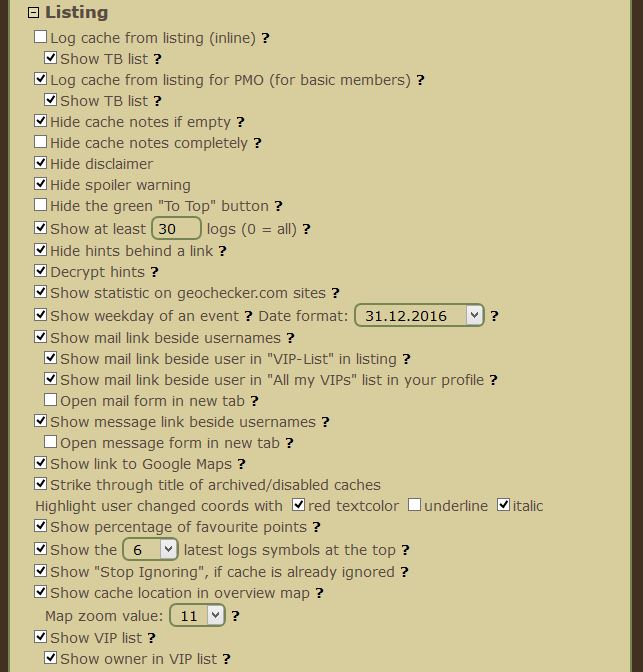 Listing
Log cache from listing (inline) ?
Show TB list ?
Log cache from listing for PMO (for basic members) ?
Show TB list ?
Hide cache notes if empty ?
Hide cache notes completely ?
Hide disclaimer
Hide spoiler warning
Hide the green "To Top" button ?
Show at least 30 logs (0 = all) ?
Hide hints behind a link ?
Decrypt hints ?
Show statistic on geochecker.com sites ?
Show weekday of an event ? Date format: 31.12.2016 ?
Show mail link beside usernames ?
Show mail link beside user in "VIP-List" in listing ?
Show mail link beside user in "All my VIPs" list in your profile ?
Open mail form in new tab ?
Show message link beside usernames ?
Open message form in new tab ?
Show link to Google Maps ?
Strike through title of archived/disabled caches
Highlight user changed coords with red textcolor underline italic
Show percentage of favourite points ?
Show the 6 latest logs symbols at the top ?
Show "Stop Ignoring", if cache is already ignored ?
Show cache location in overview map ?
Map zoom value: 11 ?
Show VIP list ?
Show owner in VIP list ?